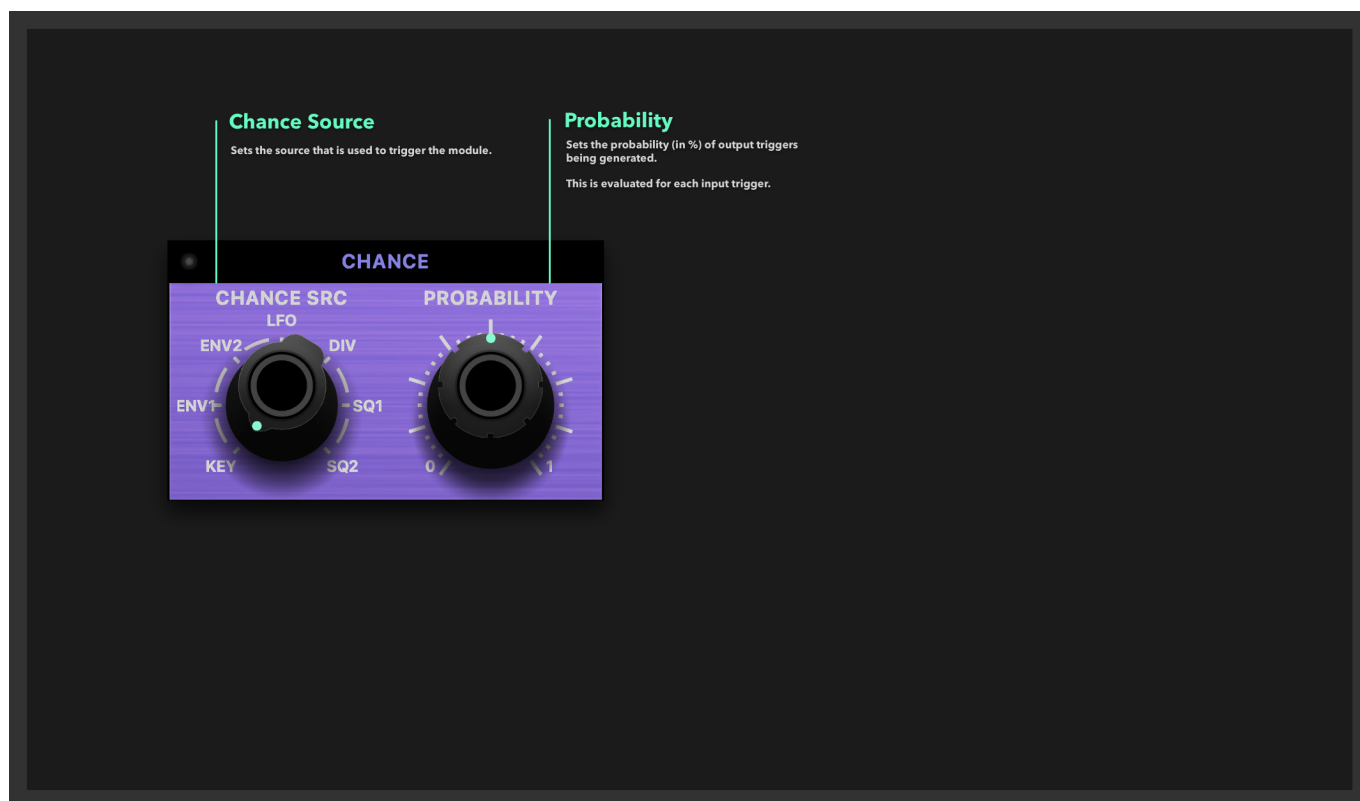 Chance Source
Sets the source that is used to trigger the module.
Probability
Sets the probability (in %) of output triggers
being generated.
This is evaluated for each input trigger.
CHANCE
CHANCE SRC
PROBABILITY
LFO
ENV2
DIV
ENV1
SQ1
KEY
SQ2
0
1